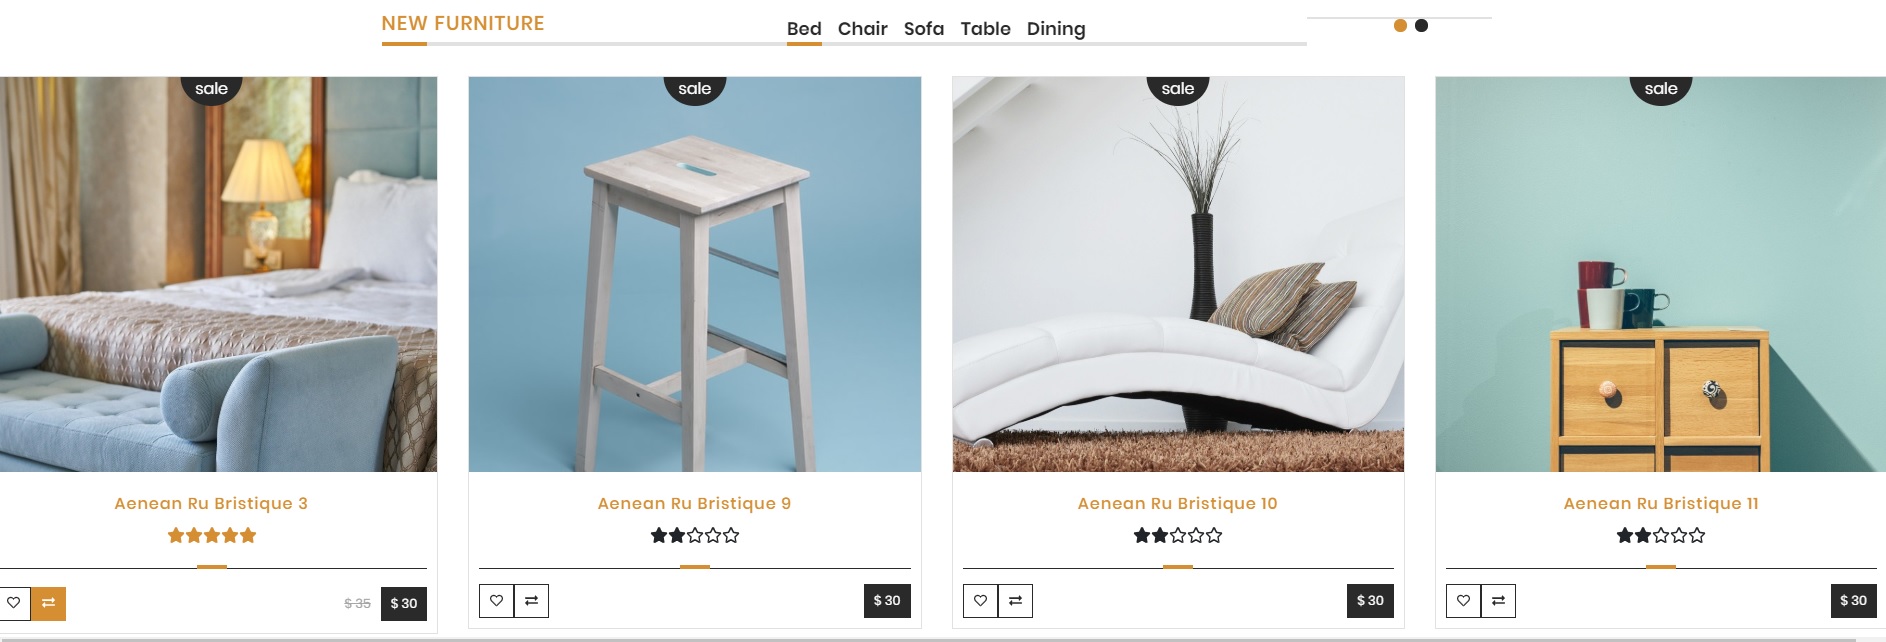 NEW FURNITURE
Bed Chair Sofa Table Dining
sale sale sale sale
Aenean Ru Bristique 3
Aenean Ru Bristique 9
Aenean Ru Bristique 10
Aenean Ru Bristique 11
$ 35 $ 30
$ 30
$ 30
$ 30